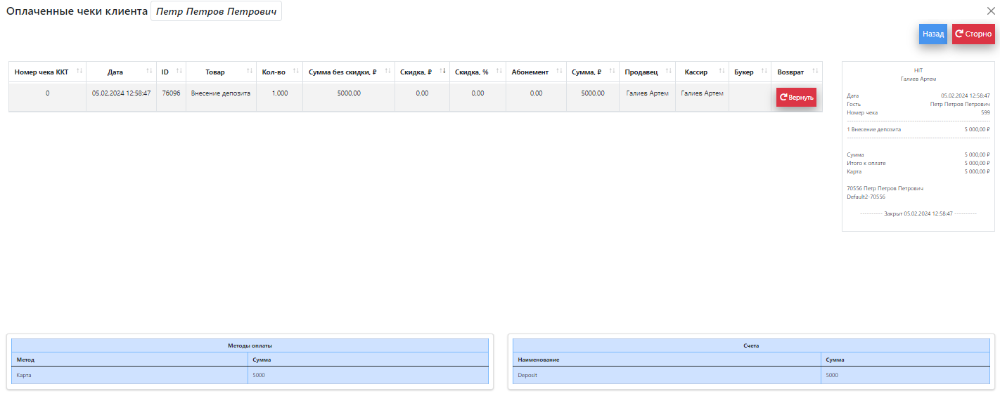 Оплаченные чеки клиента Петр Петров Петрович
Назад Сторно
Номер чека ККТ Дата ID Товар Кол-во Сумма без скидки, ₽ Скидка, ₽ Скидка, % Абонемент Сумма, ₽ Продавец Кассир Букер Возврат
0 05.02.2024 12:58:47 76096 Внесение депозита 1,000 5000,00 0,00 0,00 0,00 5000,00 Галиев Артем Галиев Артем Вернуть
HIT
Галиев Артем
Дата 05.02.2024 12:58:47
Гость Петр Петров Петрович
Номер чека 599
1 Внесение депозита 5 000,00 ₽
Сумма 5 000,00 ₽
Итого к оплате 5 000,00 ₽
Карта 5 000,00 ₽
70556 Петр Петров Петрович
Default2-70556
---------- Закрыт 05.02.2024 12:58:47 ----------
Методы оплаты
Метод Сумма
Карта 5000
Счета
Наименование Сумма
Deposit 5000